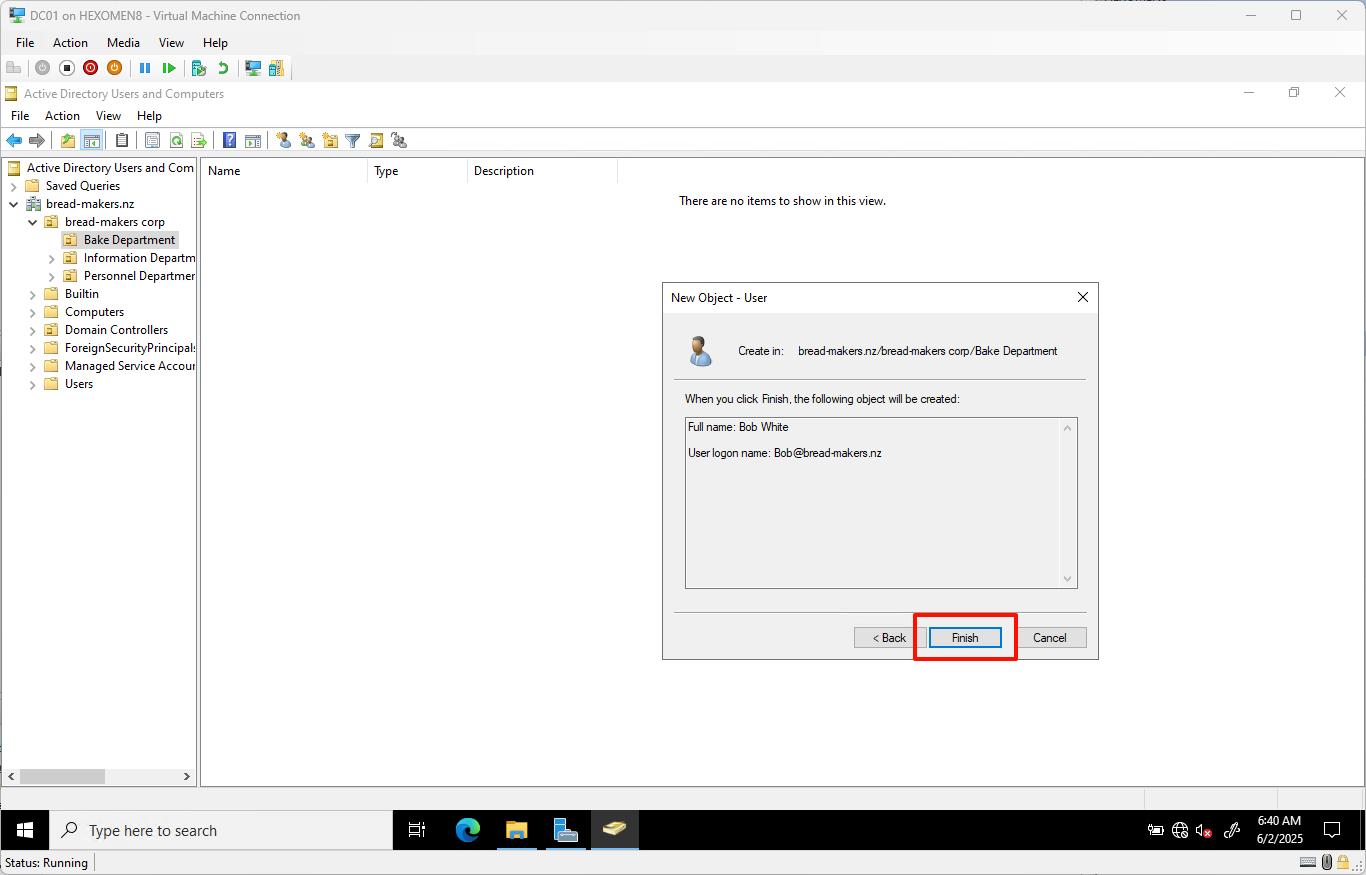 DC01 on HEXOMEN8 - Virtual Machine Connection
File Action Media View Help
Active Directory Users and Computers
File Action View Help
Active Directory Users and Com
Saved Queries
bread-makers.nz
bread-makers corp
Bake Department
Information Departm
Personnel Departmen
Builtin
Computers
Domain Controllers
ForeignSecurityPrincipals
Managed Service Accour
Users
Name Type Description
There are no items to show in this view.
New Object - User
Create in: bread-makers.nz/bread-makers corp/Bake Department
When you click Finish, the following object will be created:
Full name: Bob White
User logon name: Bob@bread-makers.nz
< Back Finish Cancel
Type here to search
6:40 AM
6/2/2025
Status: Running